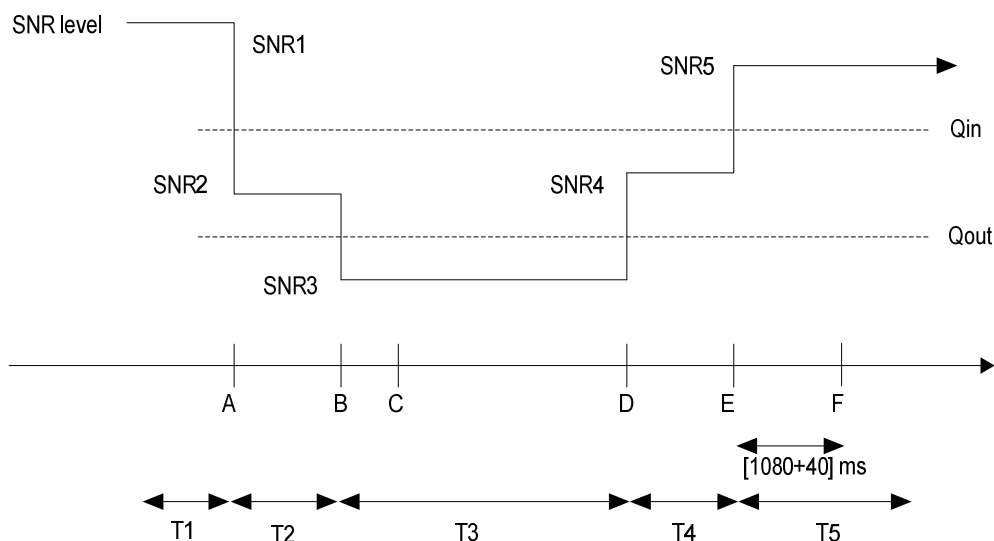 SNR level
SNR1
SNR5
Qin
SNR2
SNR4
Qout
SNR3
A B C D E F
[1080+40] ms
T1 T2 T3 T4 T5